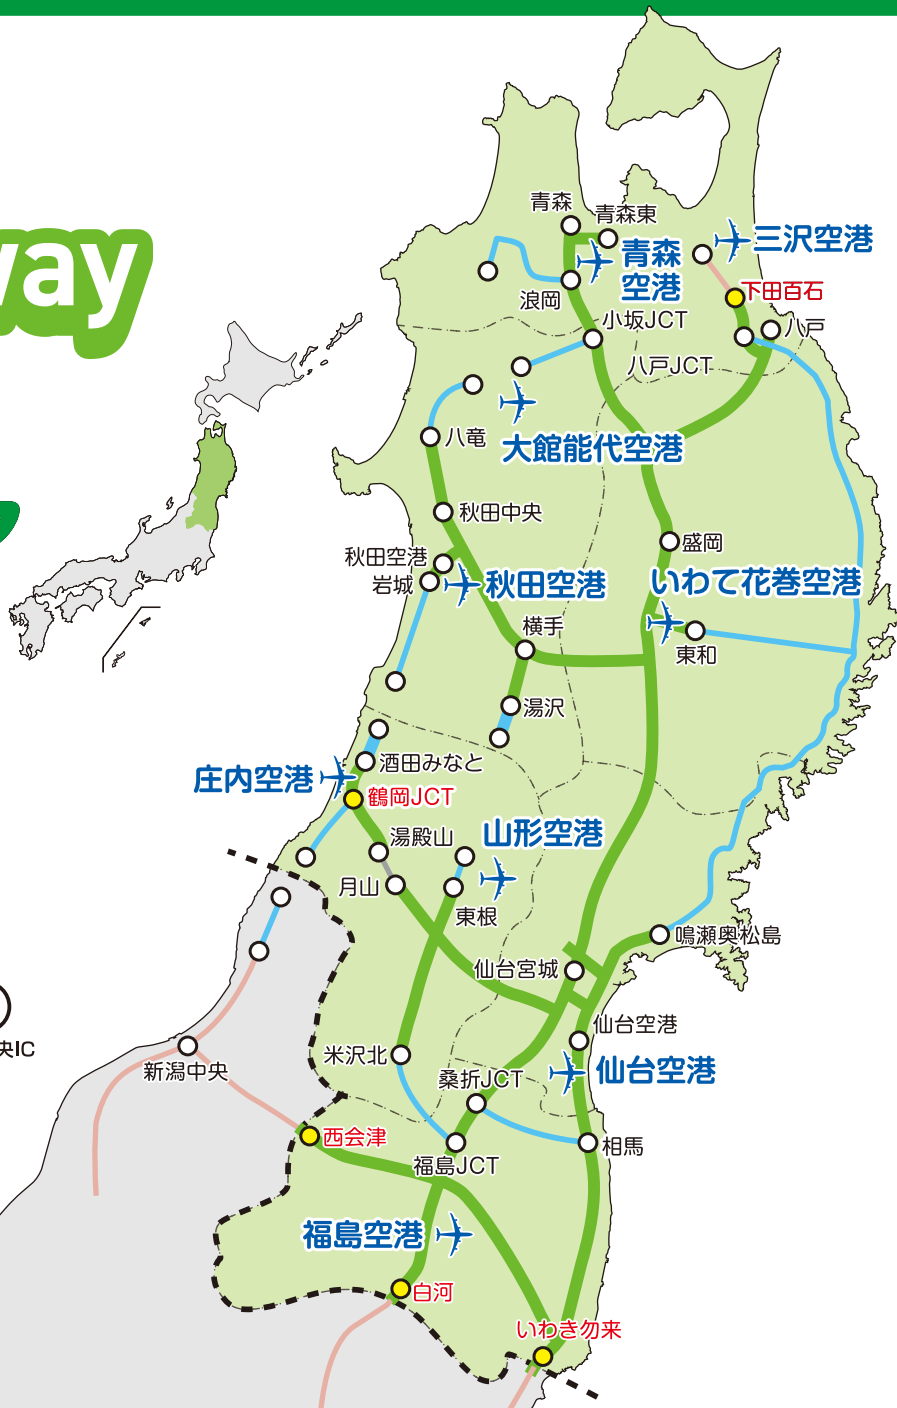 way
青森
青森東
三沢空港
青森
空港
浪岡
下田百石
小坂JCT
八戸
八戸JCT
八竜
大館能代空港
秋田中央
盛岡
秋田空港
岩城
秋田空港
いわて花巻空港
横手
東和
湯沢
酒田みなと
庄内空港
鶴岡JCT
湯殿山
山形空港
月山
東根
鳴瀬奥松島
仙台宮城
仙台空港
央IC
新潟中央
米沢北
桑折JCT
仙台空港
西会津
福島JCT
相馬
福島空港
白河
いわき勿来